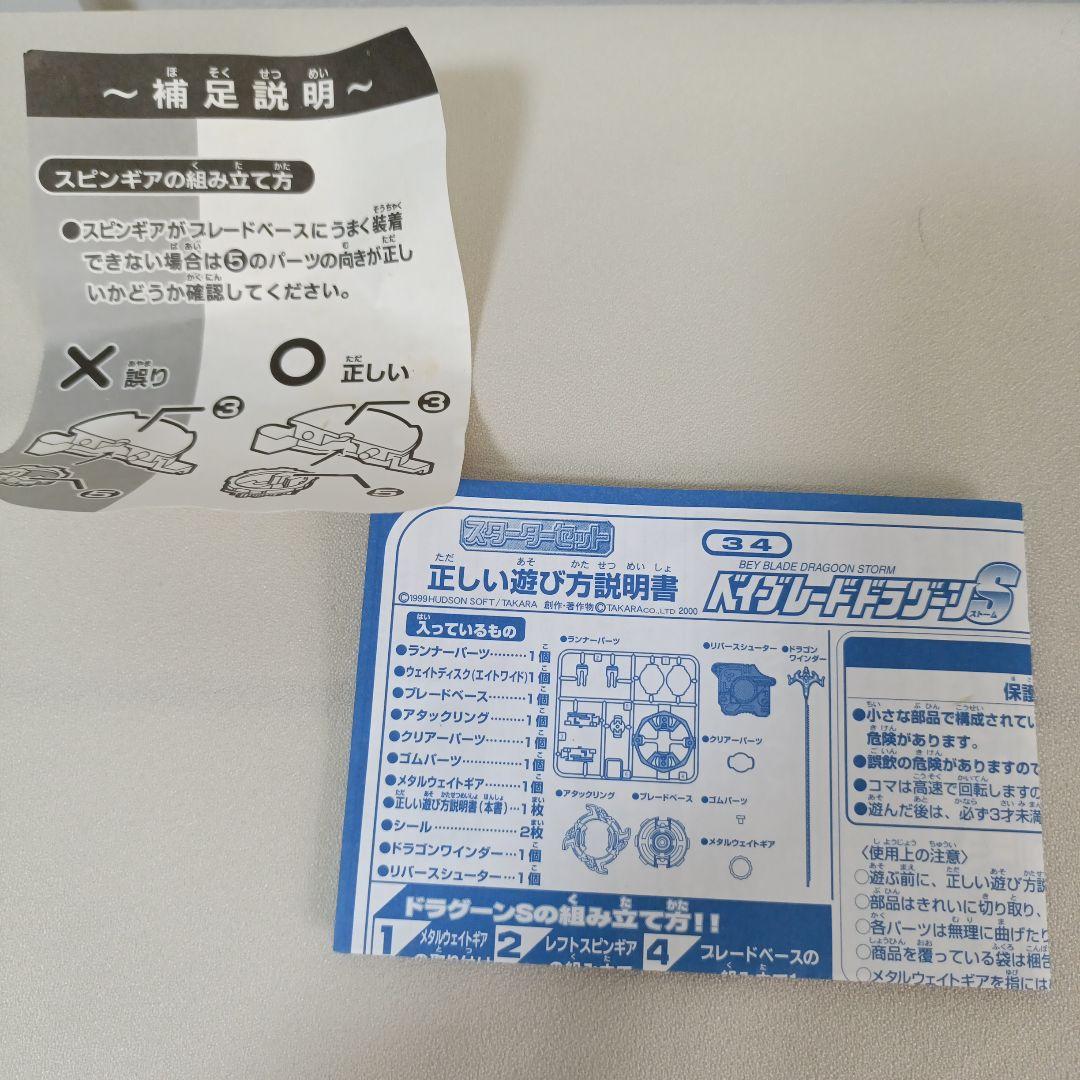 ～補足説明～
スピンギアの組み立て方
●スピンギアがブレードベースにうまく装着
できない場合は⑤のパーツの向きが正し
いかどうか確認してください。
✕ 誤り
○ 正しい
③
③
⑤
⑤
スターターセット
正しい遊び方説明書
©1999HUDSON SOFT/TAKARA 創作・著作物©TAKARA CO.,LTD 2000
34
BEY BLADE DRAGOON STORM
ベイブレードドラグーンS
ストーム
入っているもの
●ランナーパーツ………1個
●ウェイトディスク(エイトワイド)1個
●ブレードベース………1個
●アタックリング………1個
●クリアーパーツ………1個
●ゴムパーツ……………1個
●メタルウェイトギア……1個
●正しい遊び方説明書(本書)…1枚
●シール…………………2枚
●ドラゴンワインダー…1個
●リバースシューター…1個
●ランナーパーツ
●リバースシューター
●ドラゴン
ワインダー
●クリアーパーツ
●アタックリング
●ブレードベース
●ゴムパーツ
●メタルウェイトギア
ドラグーンSの組み立て方!!
1 メタルウェイトギア
2 レフトスピンギア
4 ブレードベースの
保護
●小さな部品で構成されてい
危険があります。
●誤飲の危険がありますので
●コマは高速で回転しますの
●遊んだ後は、必ず3才未満
〈使用上の注意〉
○遊ぶ前に、正しい遊び方説
○部品はきれいに切り取り、
○各パーツは無理に曲げたり
○商品を覆っている袋は梱包
○メタルウェイトギアを指には